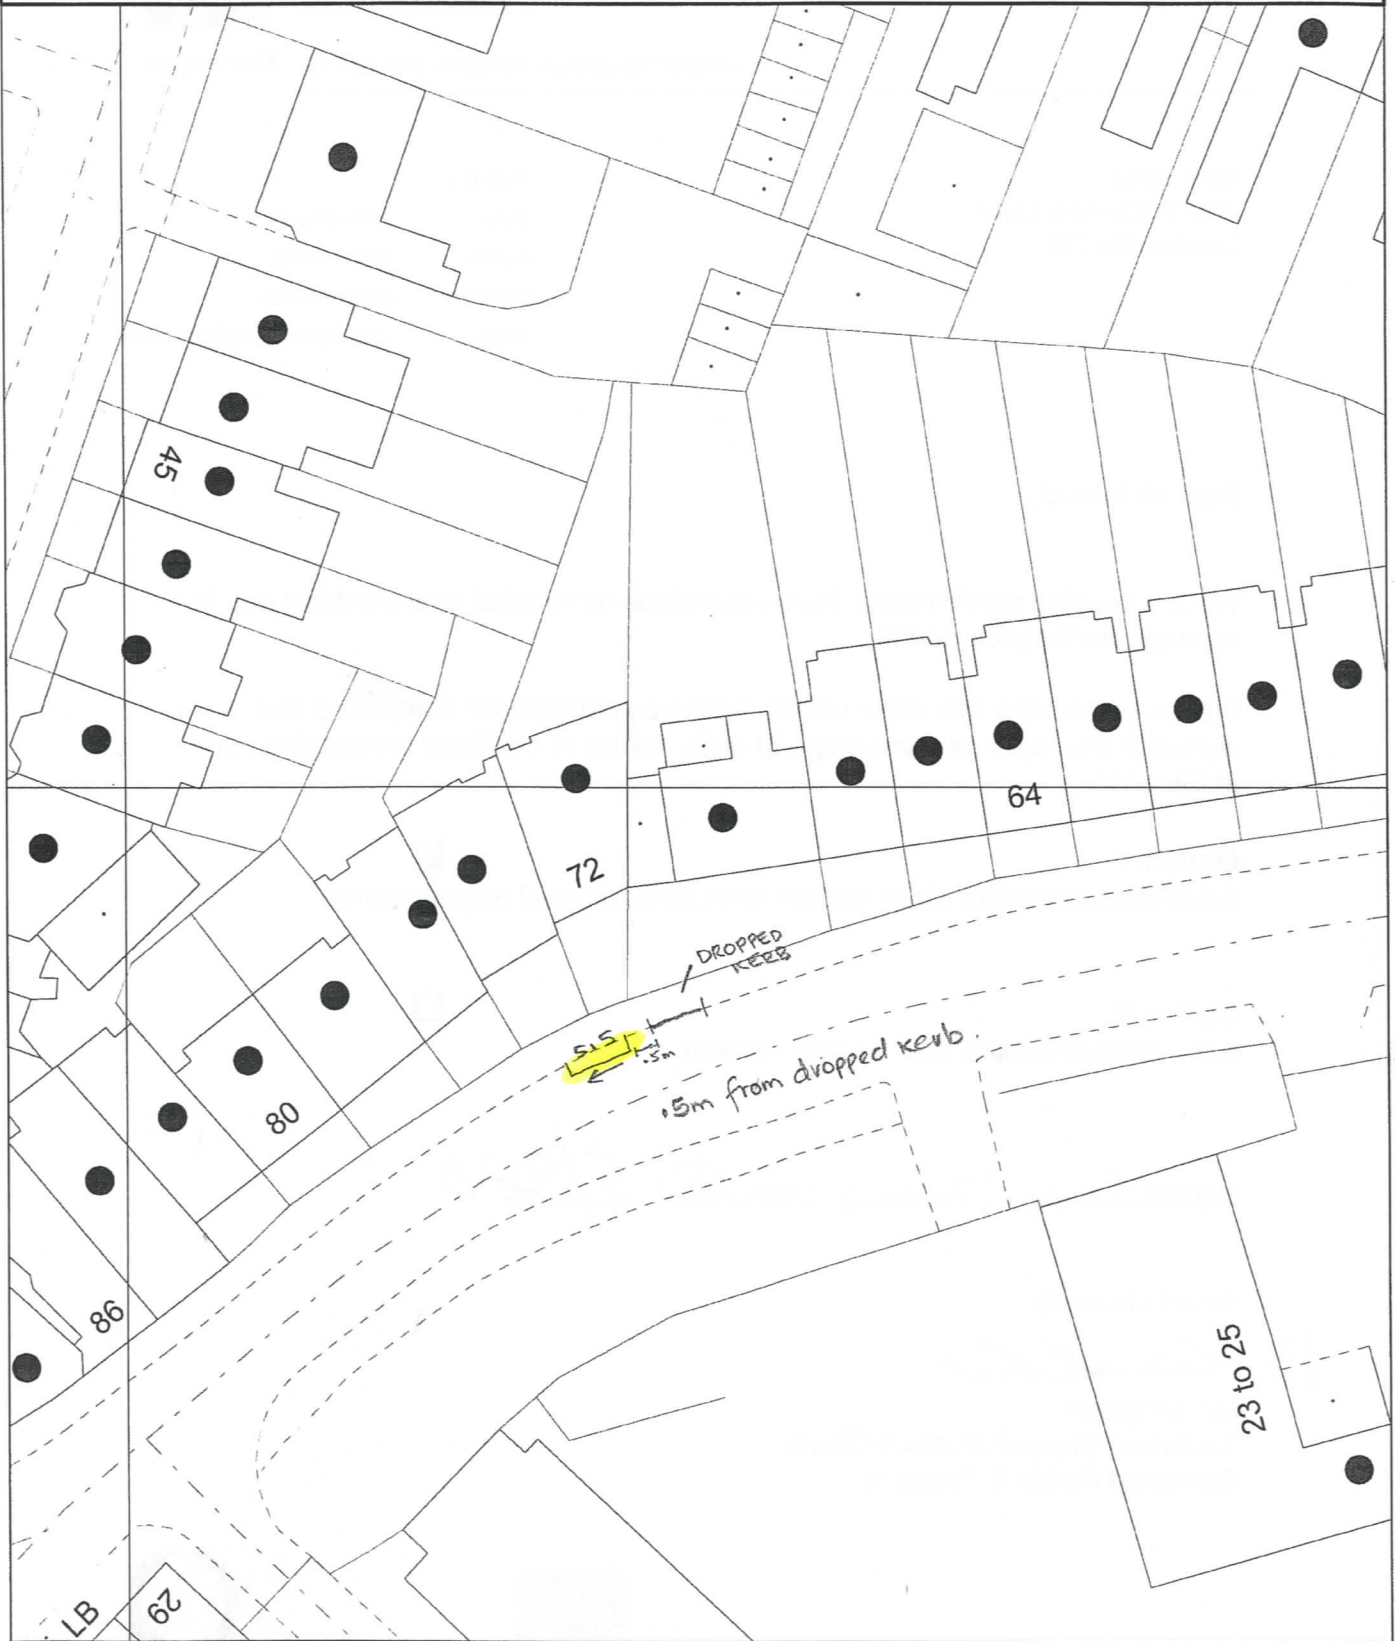 45
64
72
DROPPED
KERB
5.5
.5m
.5m from dropped kerb
80
86
23 to 25
29
LB